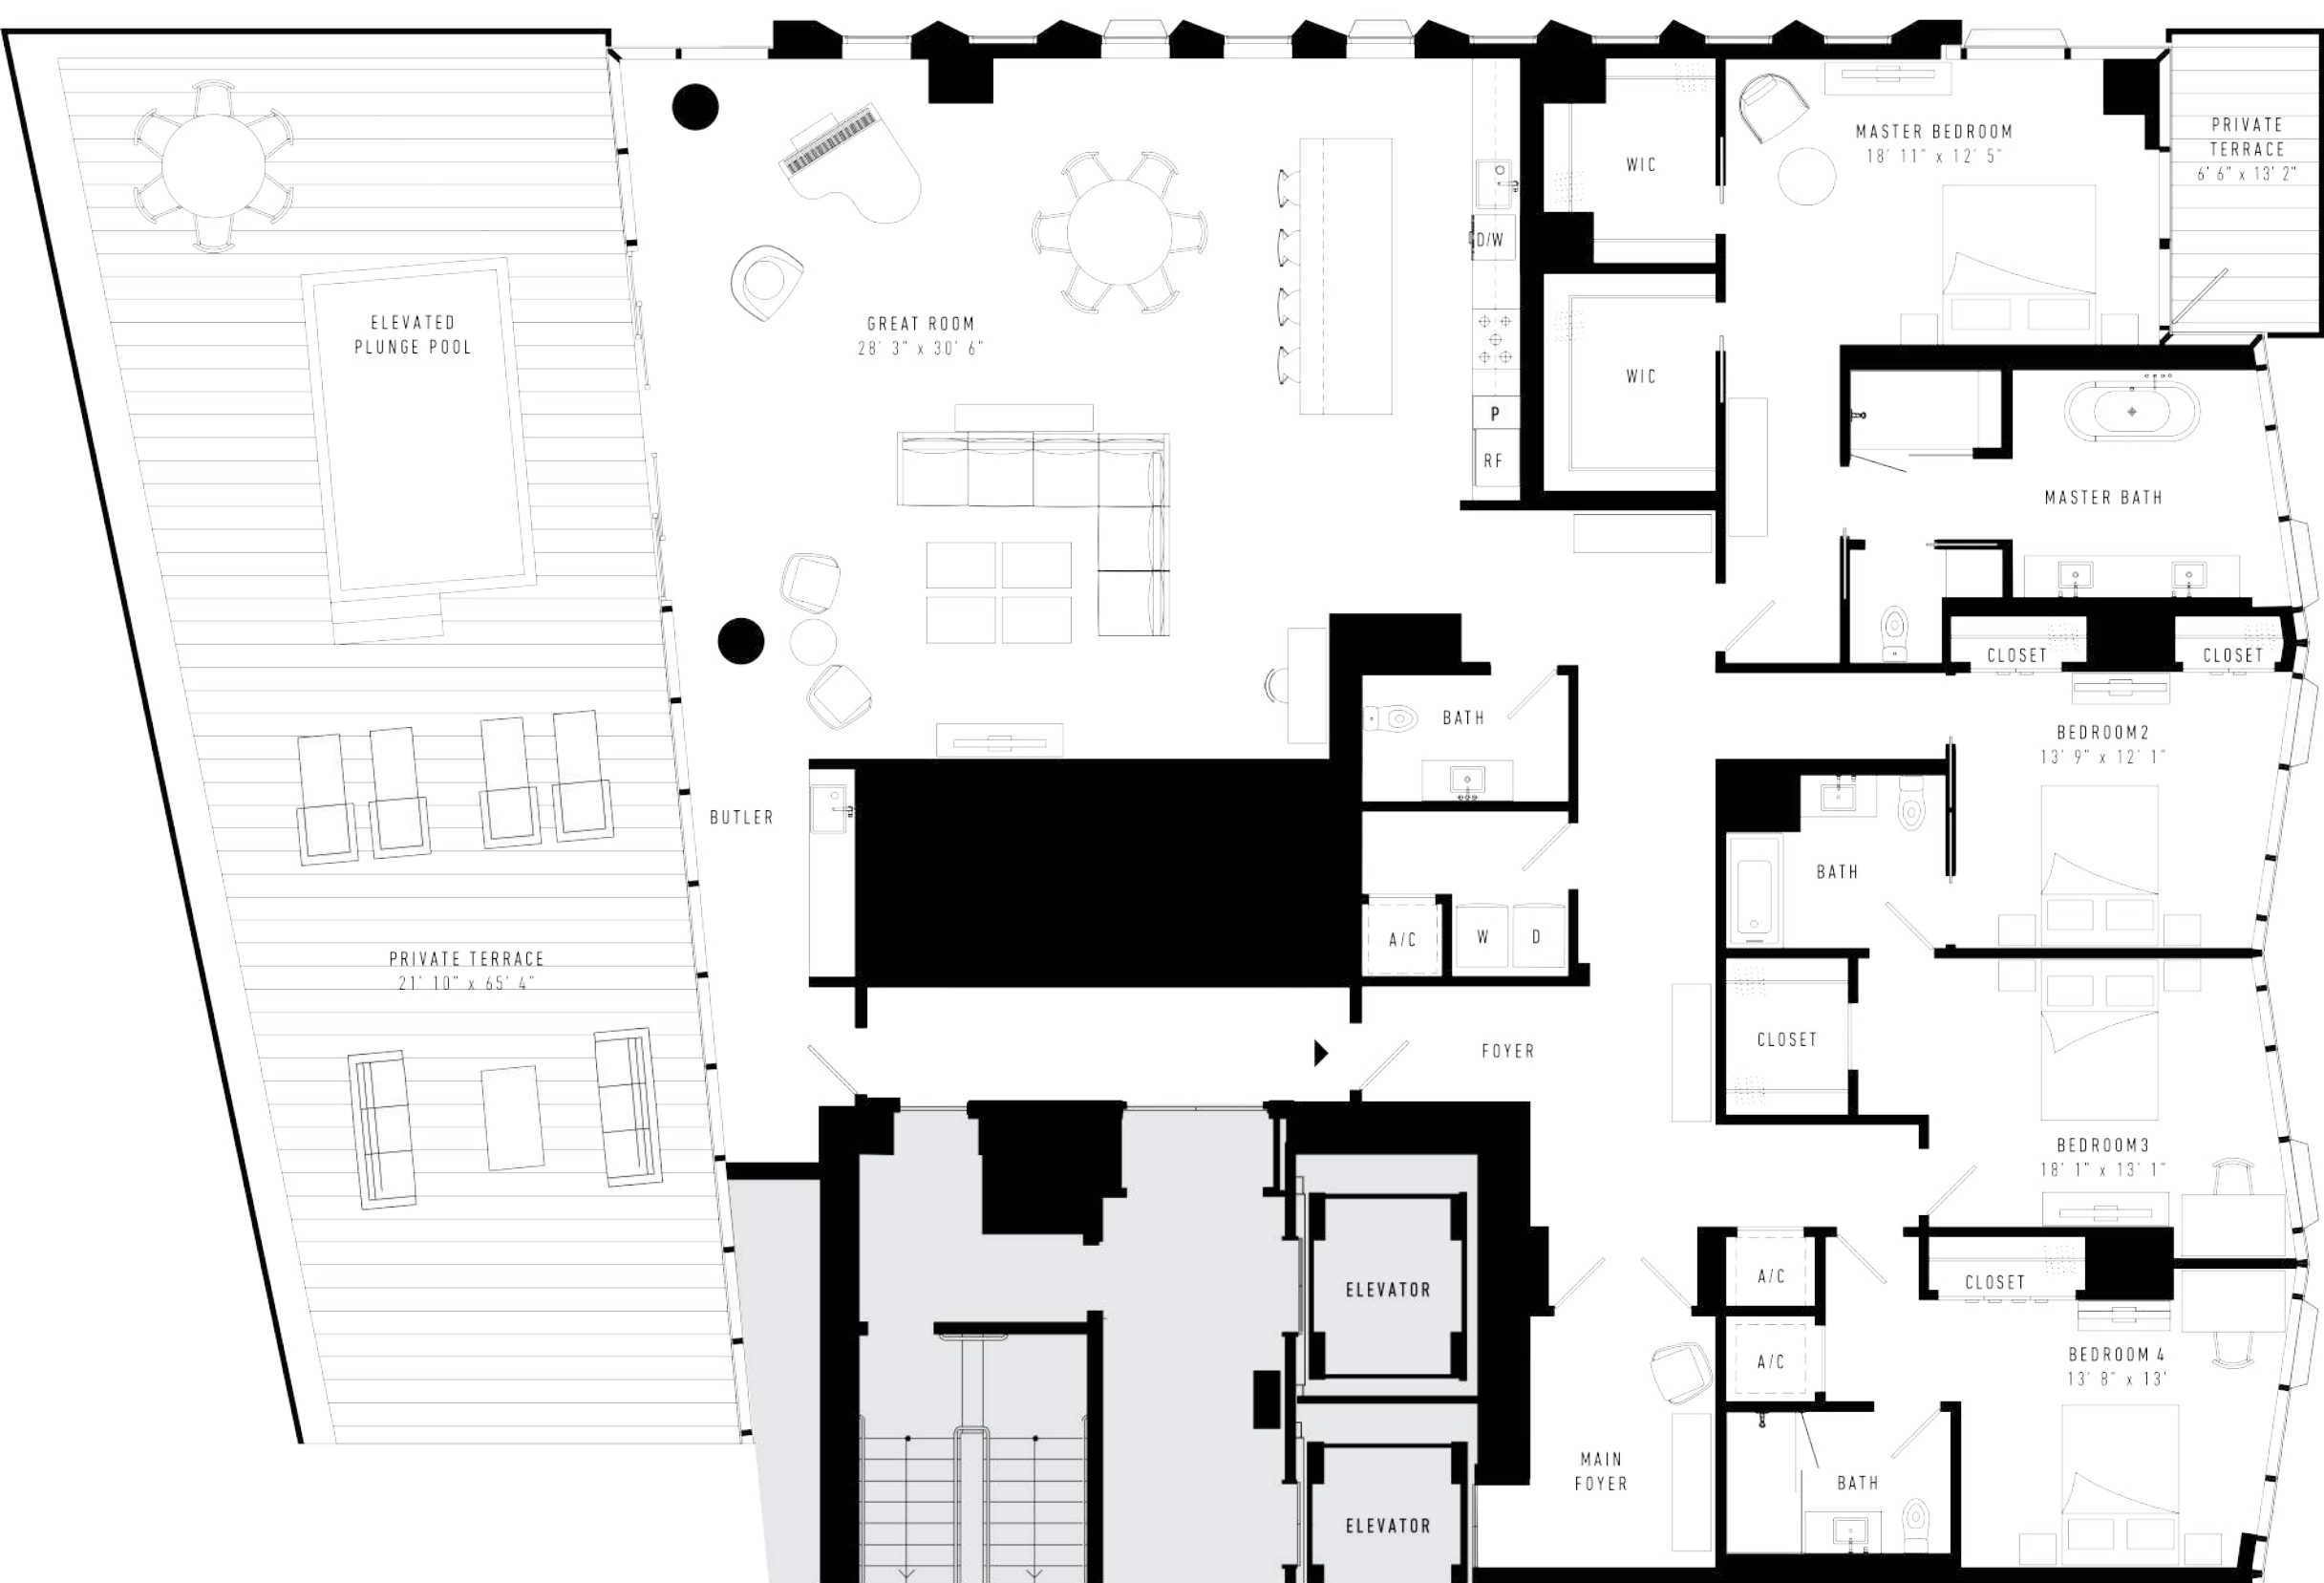 ELEVATED
PLUNGE POOL
PRIVATE TERRACE
21' 10" x 65' 4"
GREAT ROOM
28' 3" x 30' 6"
D/W
P
RF
WIC
WIC
MASTER BEDROOM
18' 11" x 12' 5"
PRIVATE
TERRACE
6' 6" x 13' 2"
MASTER BATH
CLOSET
CLOSET
BUTLER
BATH
BEDROOM2
13' 9" x 12' 1"
BATH
A/C
W
D
CLOSET
FOYER
BEDROOM3
18' 1" x 13' 1"
ELEVATOR
A/C
CLOSET
A/C
BEDROOM 4
13' 8" x 13'
MAIN
FOYER
BATH
ELEVATOR